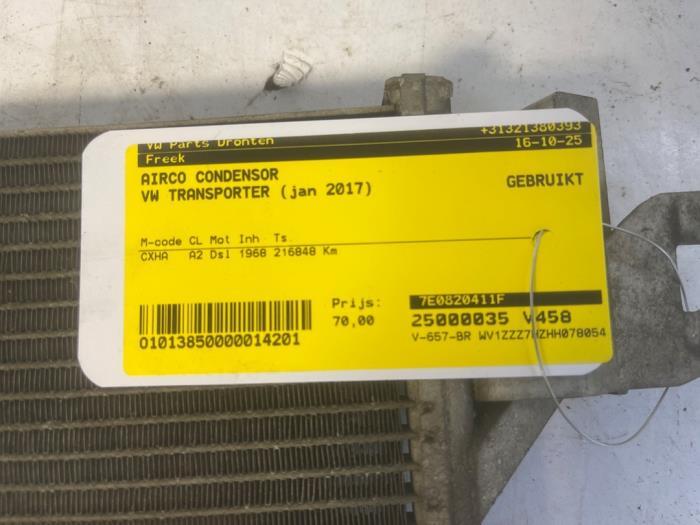 VW Parts Dronten +31321380393
Freek 16-10-25
AIRCO CONDENSOR
VW TRANSPORTER (jan 2017) GEBRUIKT
M-code CL Mot Inh Ts
CXHA A2 Dsl 1968 216848 Km
Prijs: 7E0820411F
70,00 25000035 V458
O1013850000014201 V-657-BR WV1ZZZ7HZHH078054